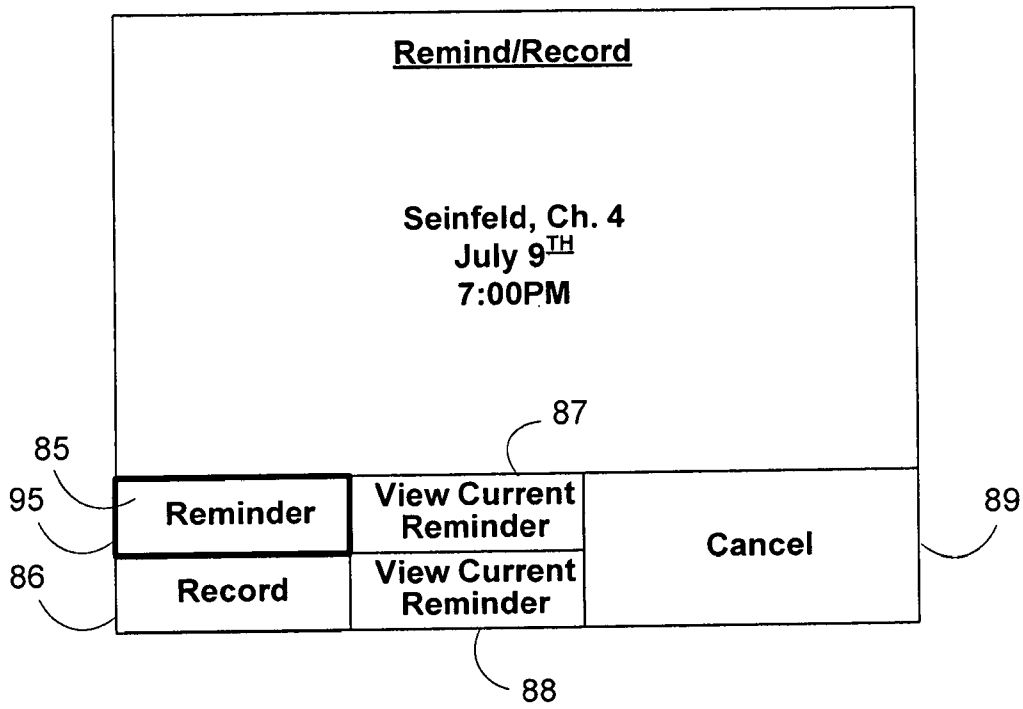 Remind/Record
Seinfeld, Ch. 4
July 9TH
7:00PM
87
85
95
Reminder
View Current
Reminder
Cancel
89
86
Record
View Current
Reminder
88